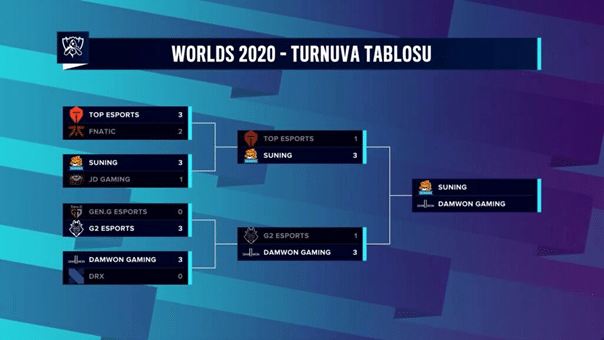 WORLDS 2020 - TURNUVA TABLOSU
TOP ESPORTS 3
FNATIC 2
SUNING 3
JD GAMING 1
GEN.G ESPORTS 0
G2 ESPORTS 3
DAMWON GAMING 3
DRX 0
TOP ESPORTS 1
SUNING 3
G2 ESPORTS 1
DAMWON GAMING 3
SUNING
DAMWON GAMING